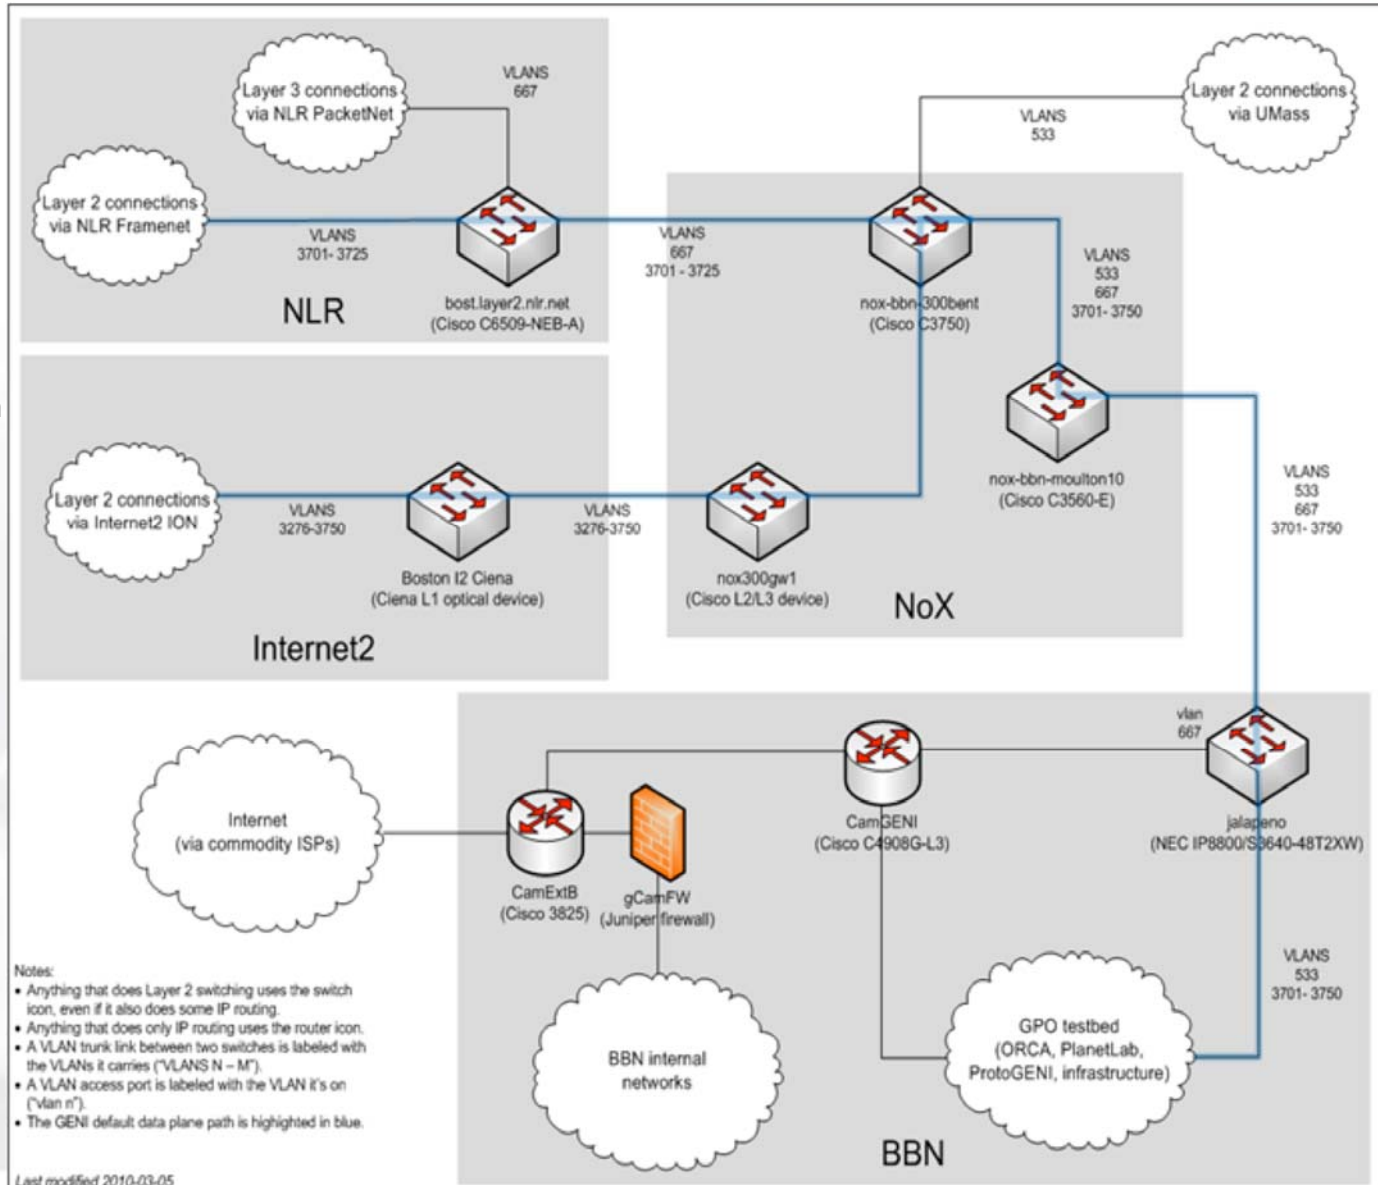 Layer 3 connections
via NLR PacketNet
VLANS
667
Layer 2 connections
via NLR Framenet
VLANS
3701- 3725
bost.layer2.nlr.net
(Cisco C6509-NEB-A)
NLR
VLANS
667
3701 - 3725
VLANS
533
Layer 2 connections
via UMass
nox-bbn-300bent
(Cisco C3750)
VLANS
533
667
3701- 3750
nox-bbn-moulton10
(Cisco C3560-E)
VLANS
533
667
3701- 3750
Layer 2 connections
via Internet2 ION
VLANS
3276-3750
Boston I2 Ciena
(Ciena L1 optical device)
Internet2
VLANS
3276-3750
nox300gw1
(Cisco L2/L3 device)
NoX
Internet
(via commodity ISPs)
CamExtB
(Cisco 3825)
gCamFW
(Juniper firewall)
CamGENI
(Cisco C4908G-L3)
vlan
667
jalapeno
(NEC IP8800/S3640-48T2XW)
VLANS
533
3701- 3750
GPO testbed
(ORCA, PlanetLab,
ProtoGENI, infrastructure)
BBN internal
networks
BBN
Notes:
• Anything that does Layer 2 switching uses the switch
icon, even if it also does some IP routing.
• Anything that does only IP routing uses the router icon.
• A VLAN trunk link between two switches is labeled with
the VLANs it carries ("VLANS N – M").
• A VLAN access port is labeled with the VLAN it's on
("vlan n").
• The GENI default data plane path is highighted in blue.
Last modified 2010-03-05